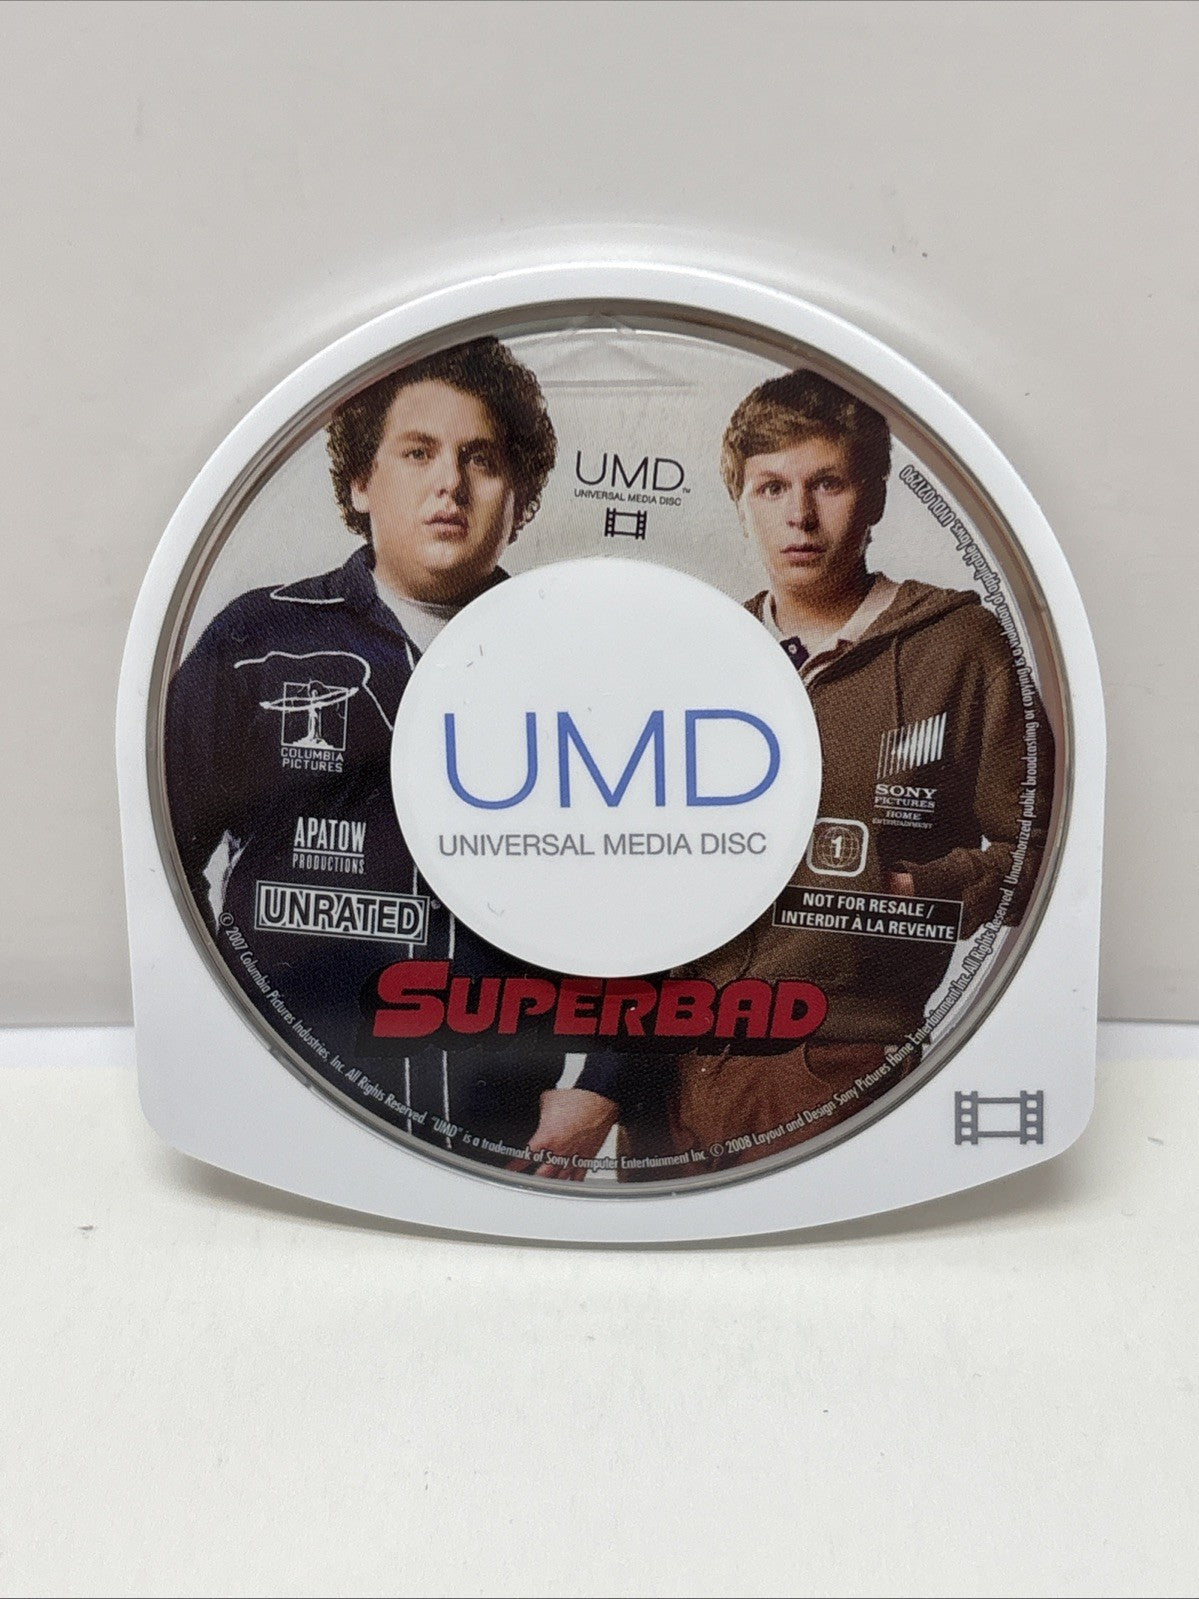 UMD™
UNIVERSAL MEDIA DISC
COLUMBIA
PICTURES
SONY
PICTURES
HOME
ENTERTAINMENT
UMD
UNIVERSAL MEDIA DISC
APATOW
PRODUCTIONS
1
UNRATED
NOT FOR RESALE /
INTERDIT À LA REVENTE
SUPERBAD
© 2007 Columbia Pictures Industries, Inc. All Rights Reserved. "UMD" is a trademark of Sony Computer Entertainment Inc. © 2008 Layout and Design Sony Pictures Home Entertainment Inc. All Rights Reserved. Unauthorized public broadcasting or copying is a violation of applicable laws.